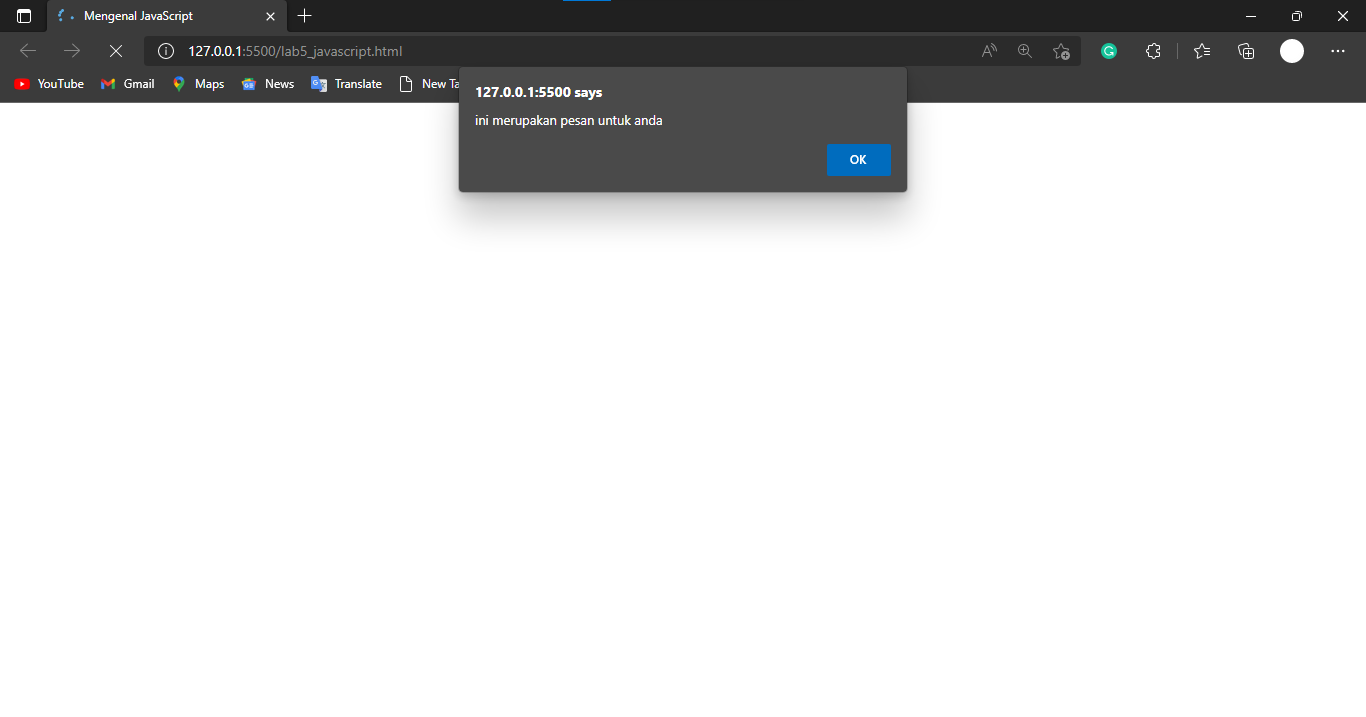 Mengenal JavaScript
127.0.0.1:5500/lab5_javascript.html
YouTube Gmail Maps News Translate New Ta
127.0.0.1:5500 says
ini merupakan pesan untuk anda
OK